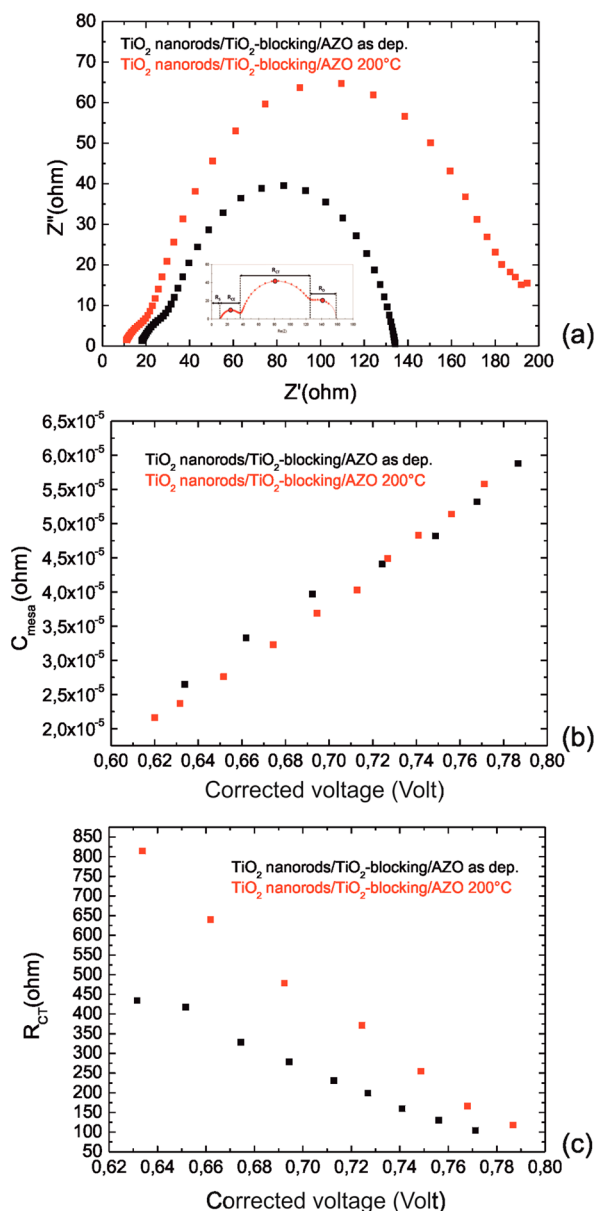 TiO2 nanorods/TiO2-blocking/AZO as dep.
TiO2 nanorods/TiO2-blocking/AZO 200°C
Z''(ohm)
80
70
60
50
40
30
20
10
0
0 20 40 60 80 100 120 140 160 180 200
Z'(ohm)
(a)
TiO2 nanorods/TiO2-blocking/AZO as dep.
TiO2 nanorods/TiO2-blocking/AZO 200°C
Cmesa(ohm)
6,5x10-5
6,0x10-5
5,5x10-5
5,0x10-5
4,5x10-5
4,0x10-5
3,5x10-5
3,0x10-5
2,5x10-5
2,0x10-5
0,60 0,62 0,64 0,66 0,68 0,70 0,72 0,74 0,76 0,78 0,80
Corrected voltage (Volt)
(b)
TiO2 nanorods/TiO2-blocking/AZO as dep.
TiO2 nanorods/TiO2-blocking/AZO 200°C
RCT(ohm)
850
800
750
700
650
600
550
500
450
400
350
300
250
200
150
100
50
0,62 0,64 0,66 0,68 0,70 0,72 0,74 0,76 0,78 0,80
Corrected voltage (Volt)
(c)